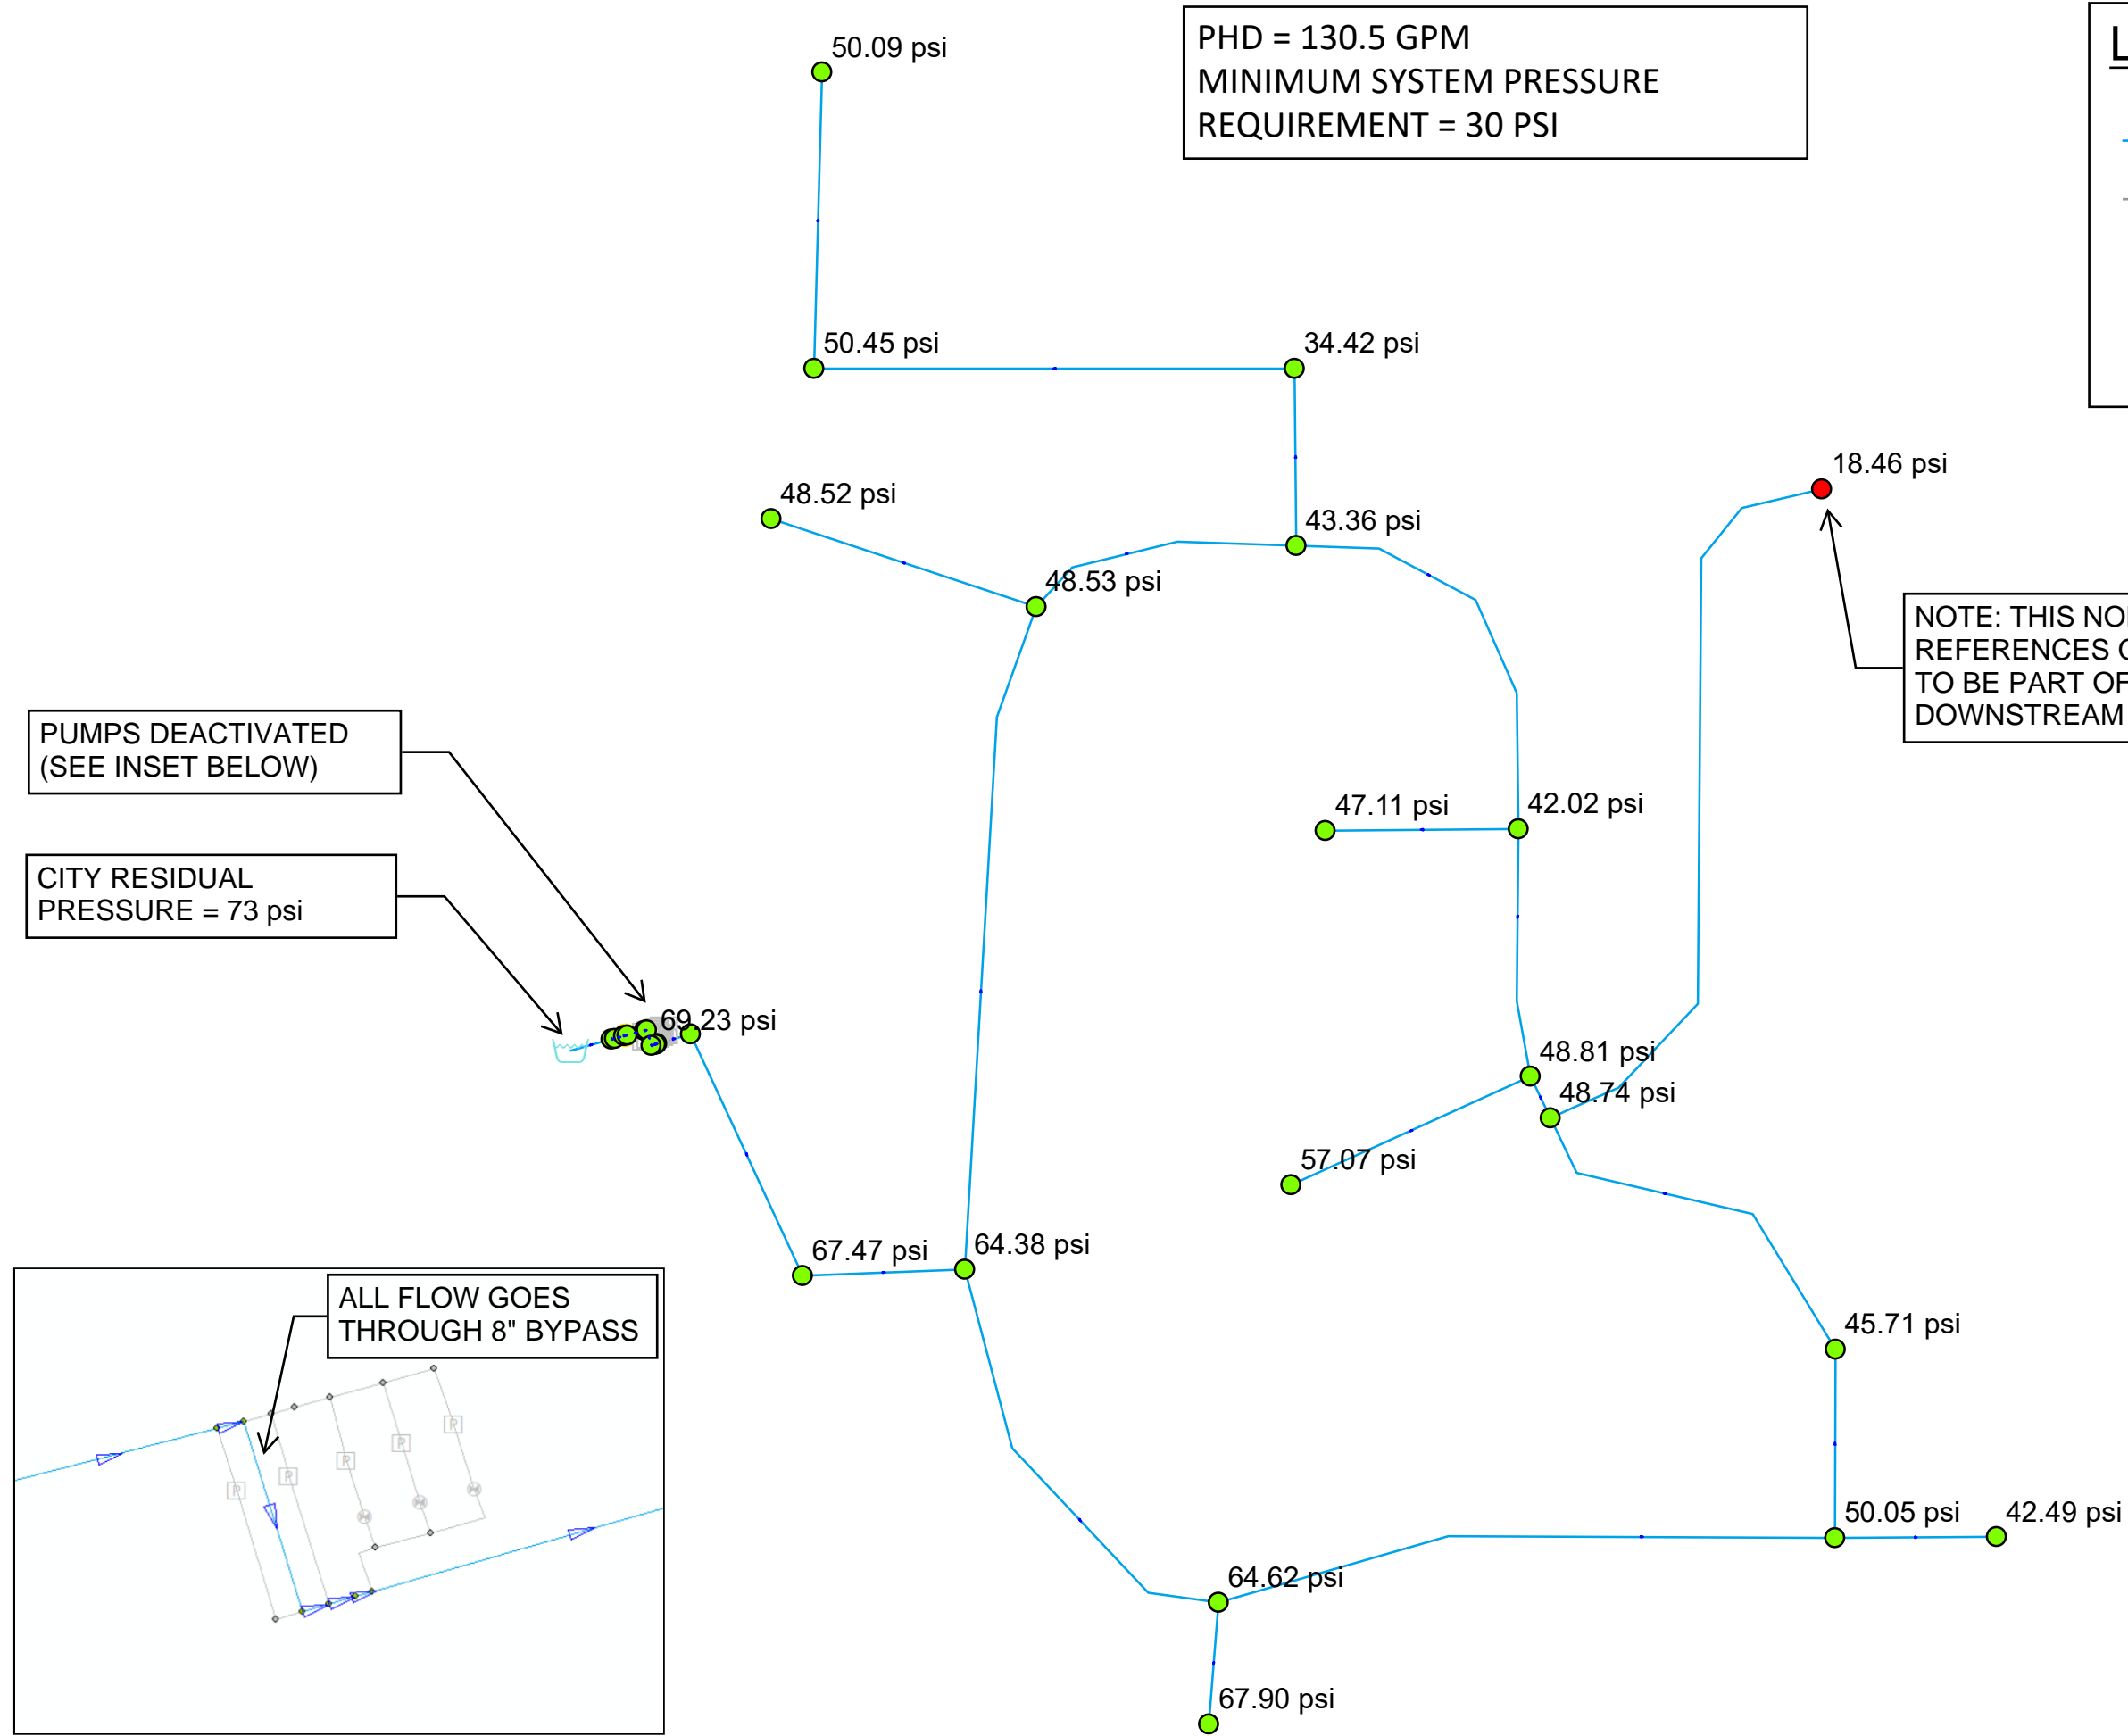 50.09 psi
PHD = 130.5 GPM
MINIMUM SYSTEM PRESSURE
REQUIREMENT = 30 PSI
50.45 psi
34.42 psi
18.46 psi
48.52 psi
43.36 psi
48.53 psi
NOTE: THIS
REFERENCES
TO BE PART OF
DOWNSTREAM
PUMPS DEACTIVATED
(SEE INSET BELOW)
47.11 psi
42.02 psi
CITY RESIDUAL
PRESSURE = 73 psi
69.23 psi
48.81 psi
48.74 psi
57.07 psi
67.47 psi
64.38 psi
ALL FLOW GOES
THROUGH 8" BYPASS
45.71 psi
P
P
P
P
P
50.05 psi
42.49 psi
64.62 psi
67.90 psi